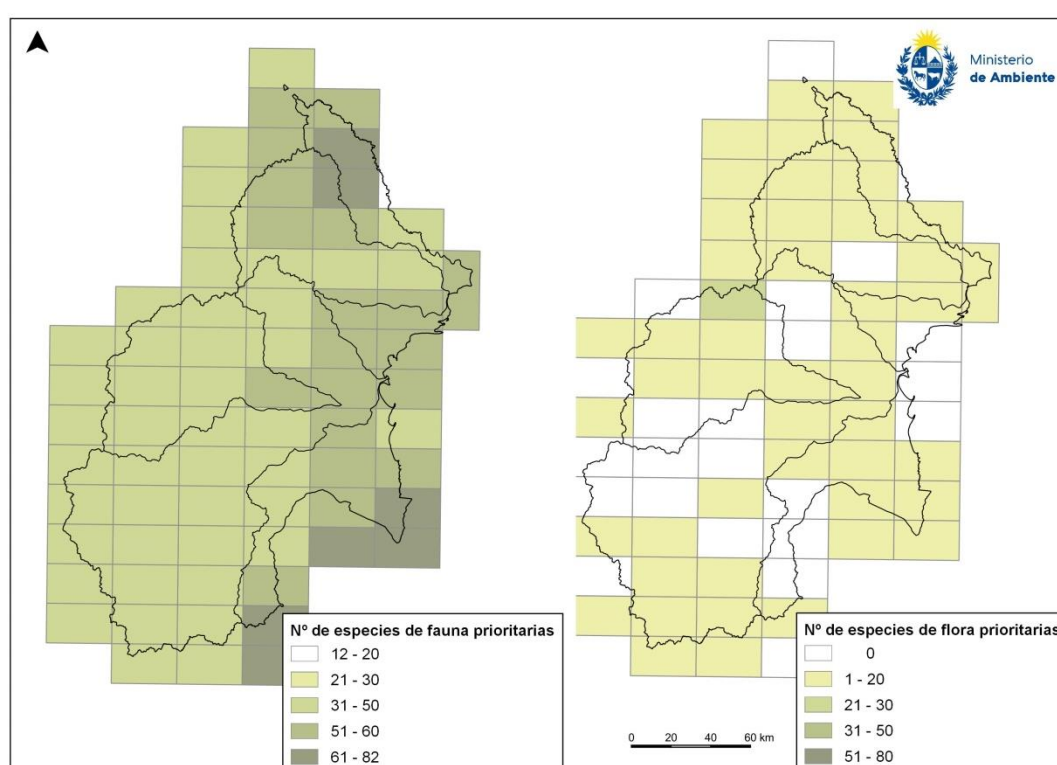 Ministerio
de Ambiente
Nº de especies de fauna prioritarias
12 - 20
21 - 30
31 - 50
51 - 60
61 - 82
Nº de especies de flora prioritarias
0
1 - 20
21 - 30
31 - 50
51 - 80
0 20 40 60 km